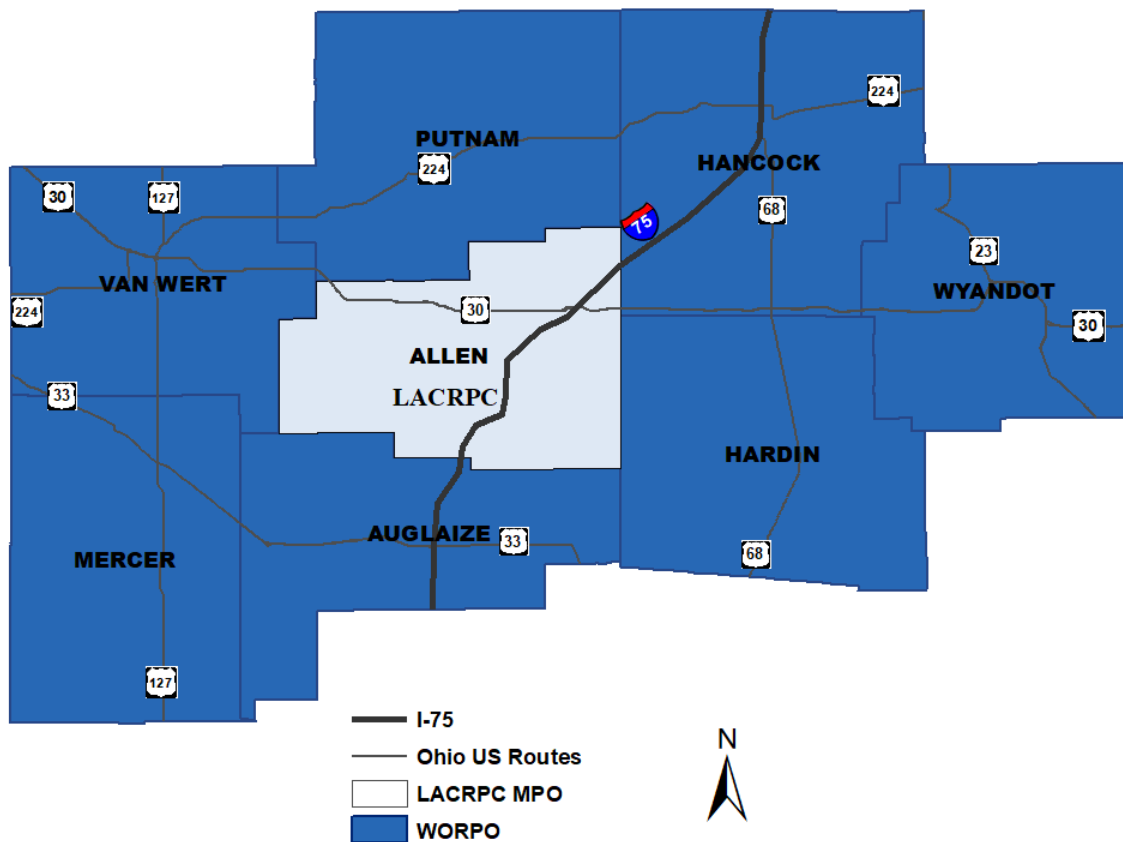 224
PUTNAM
HANCOCK
224
30
127
68
75
23
VAN WERT
WYANDOT
224
30
30
ALLEN
33
LACRPC
HARDIN
AUGLAIZE
33
68
MERCER
127
I-75
Ohio US Routes
LACRPC MPO
WORPO
N